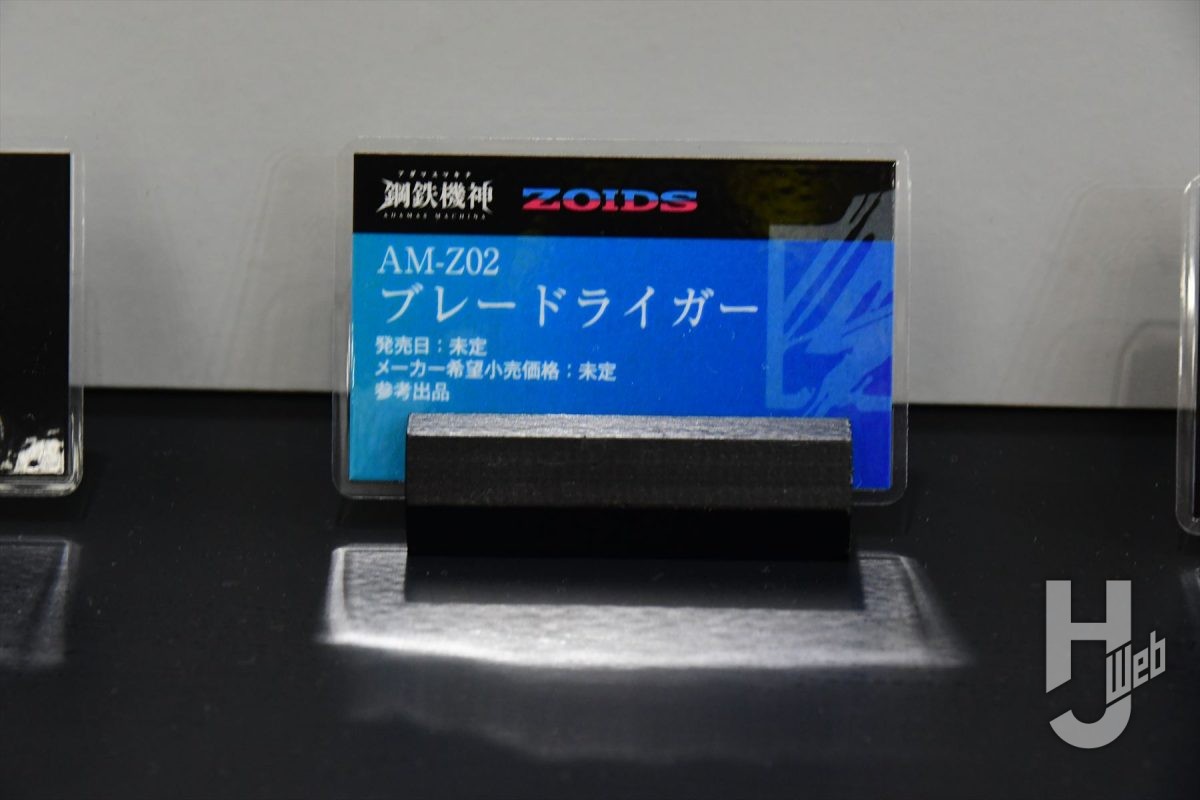 アダマスマキナ
鋼鉄機神 ZOIDS
ADAMAS MACHINA
AM-Z02
ブレードライガー
発売日：未定
メーカー希望小売価格：未定
参考出品
HJ Web